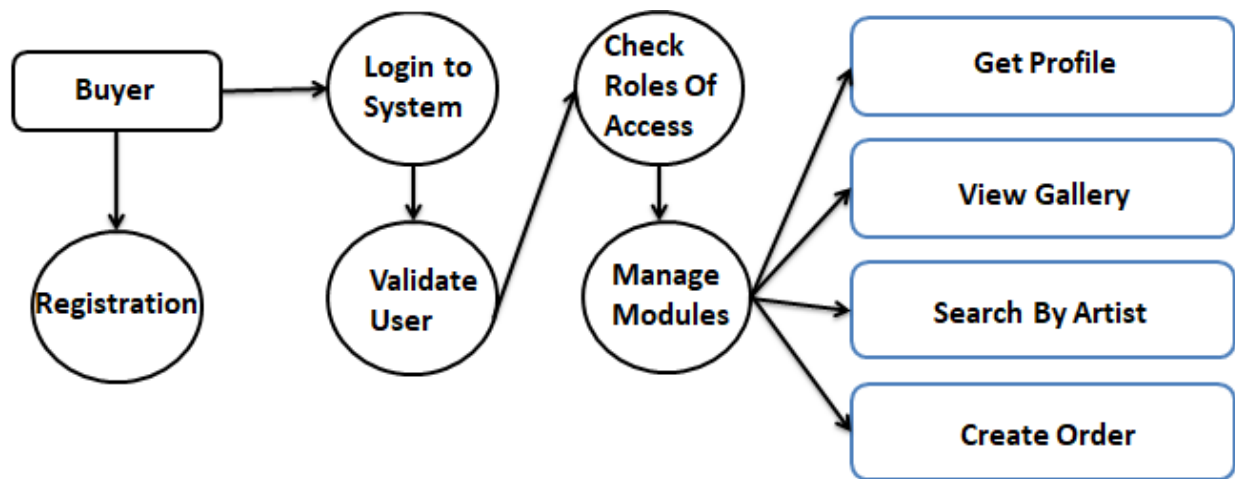 Buyer
Login to
System
Check
Roles Of
Access
Get Profile
View Gallery
Registration
Validate
User
Manage
Modules
Search By Artist
Create Order